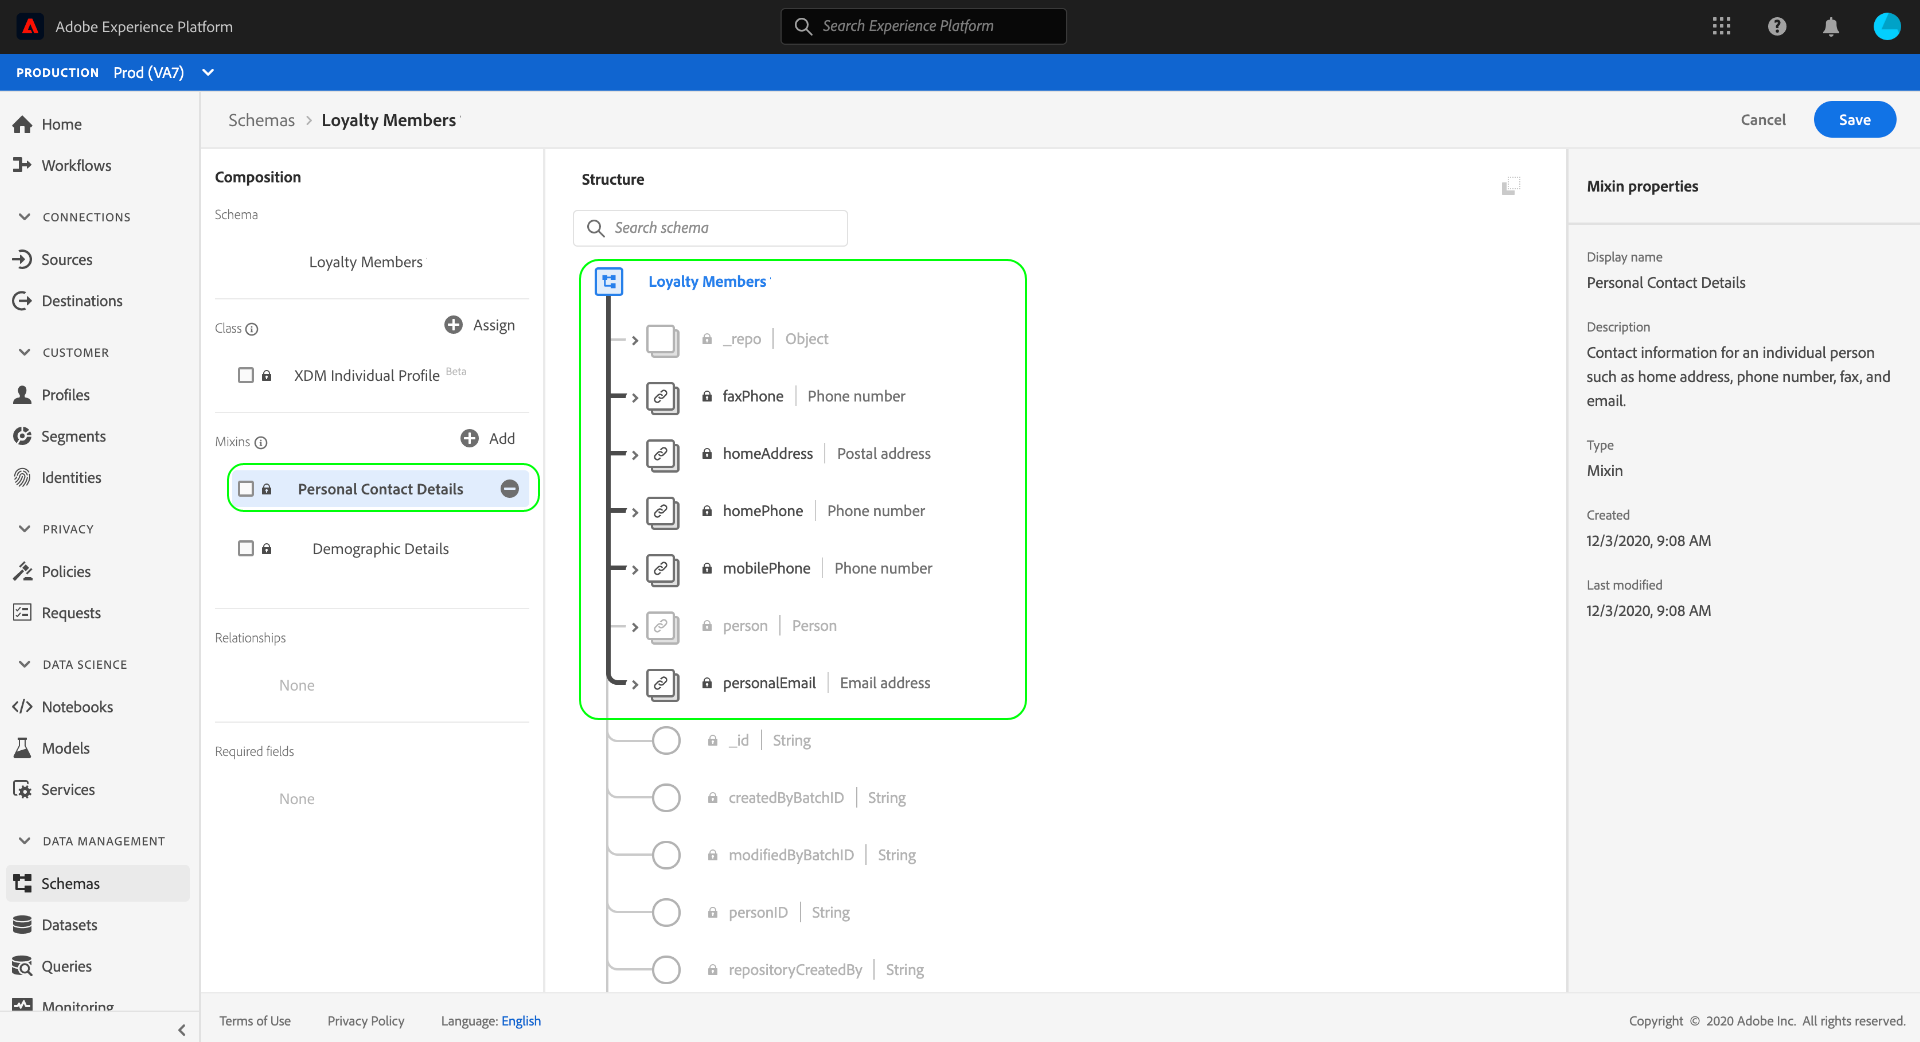 Adobe Experience Platform
Search Experience Platform
PRODUCTION Prod (VA7)
Home
Workflows
CONNECTIONS
Sources
Destinations
CUSTOMER
Profiles
Segments
Identities
PRIVACY
Policies
Requests
DATA SCIENCE
Notebooks
Models
Services
DATA MANAGEMENT
Schemas
Datasets
Queries
Monitoring
Schemas > Loyalty Members
Cancel
Save
Composition
Schema
Loyalty Members
Class
Assign
XDM Individual Profile Beta
Mixins
Add
Personal Contact Details
Demographic Details
Relationships
None
Required fields
None
Structure
Search schema
Loyalty Members
_repo | Object
faxPhone | Phone number
homeAddress | Postal address
homePhone | Phone number
mobilePhone | Phone number
person | Person
personalEmail | Email address
_id | String
createdByBatchID | String
modifiedByBatchID | String
personID | String
repositoryCreatedBy | String
Mixin properties
Display name
Personal Contact Details
Description
Contact information for an individual person
such as home address, phone number, fax, and
email.
Type
Mixin
Created
12/3/2020, 9:08 AM
Last modified
12/3/2020, 9:08 AM
Terms of Use
Privacy Policy
Language: English
Copyright © 2020 Adobe Inc. All rights reserved.